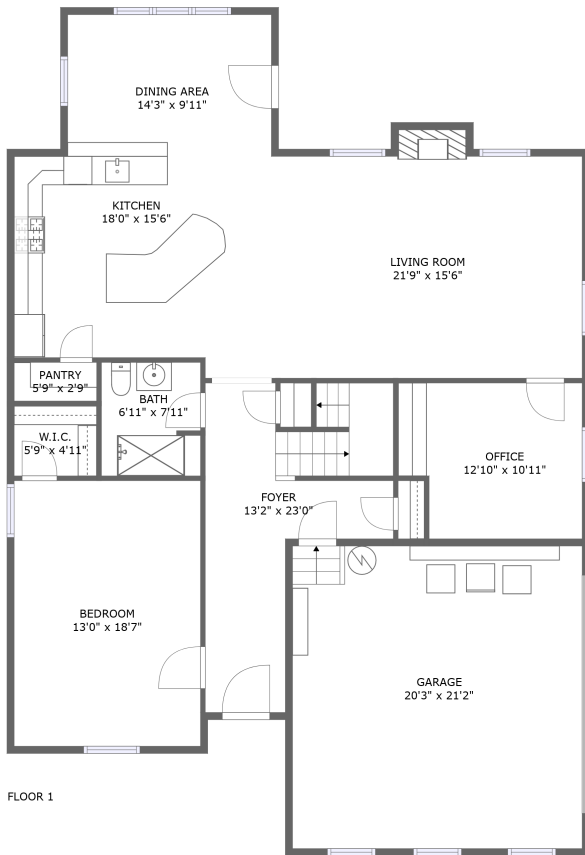 DINING AREA
14'3" x 9'11"
KITCHEN
18'0" x 15'6"
LIVING ROOM
21'9" x 15'6"
PANTRY
5'9" x 2'9"
BATH
6'11" x 7'11"
W.I.C.
5'9" x 4'11"
OFFICE
12'10" x 10'11"
FOYER
13'2" x 23'0"
BEDROOM
13'0" x 18'7"
GARAGE
20'3" x 21'2"
FLOOR 1